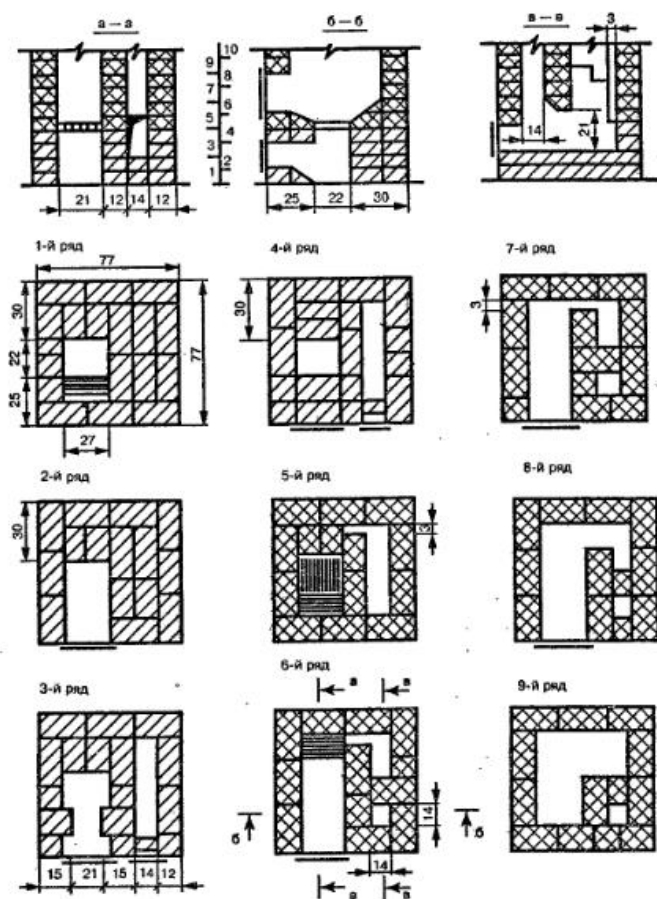 а – а
б – б
в – в
10
9
8
7
6
5
4
3
2
1
21
12
14
12
25
22
30
3
14
21
1-й ряд
77
30
22
25
77
27
4-й ряд
30
7-й ряд
3
2-й ряд
30
5-й ряд
3
8-й ряд
3-й ряд
15
21
15
14
12
6-й ряд
а
в
б
14
14
а
в
9-й ряд
б